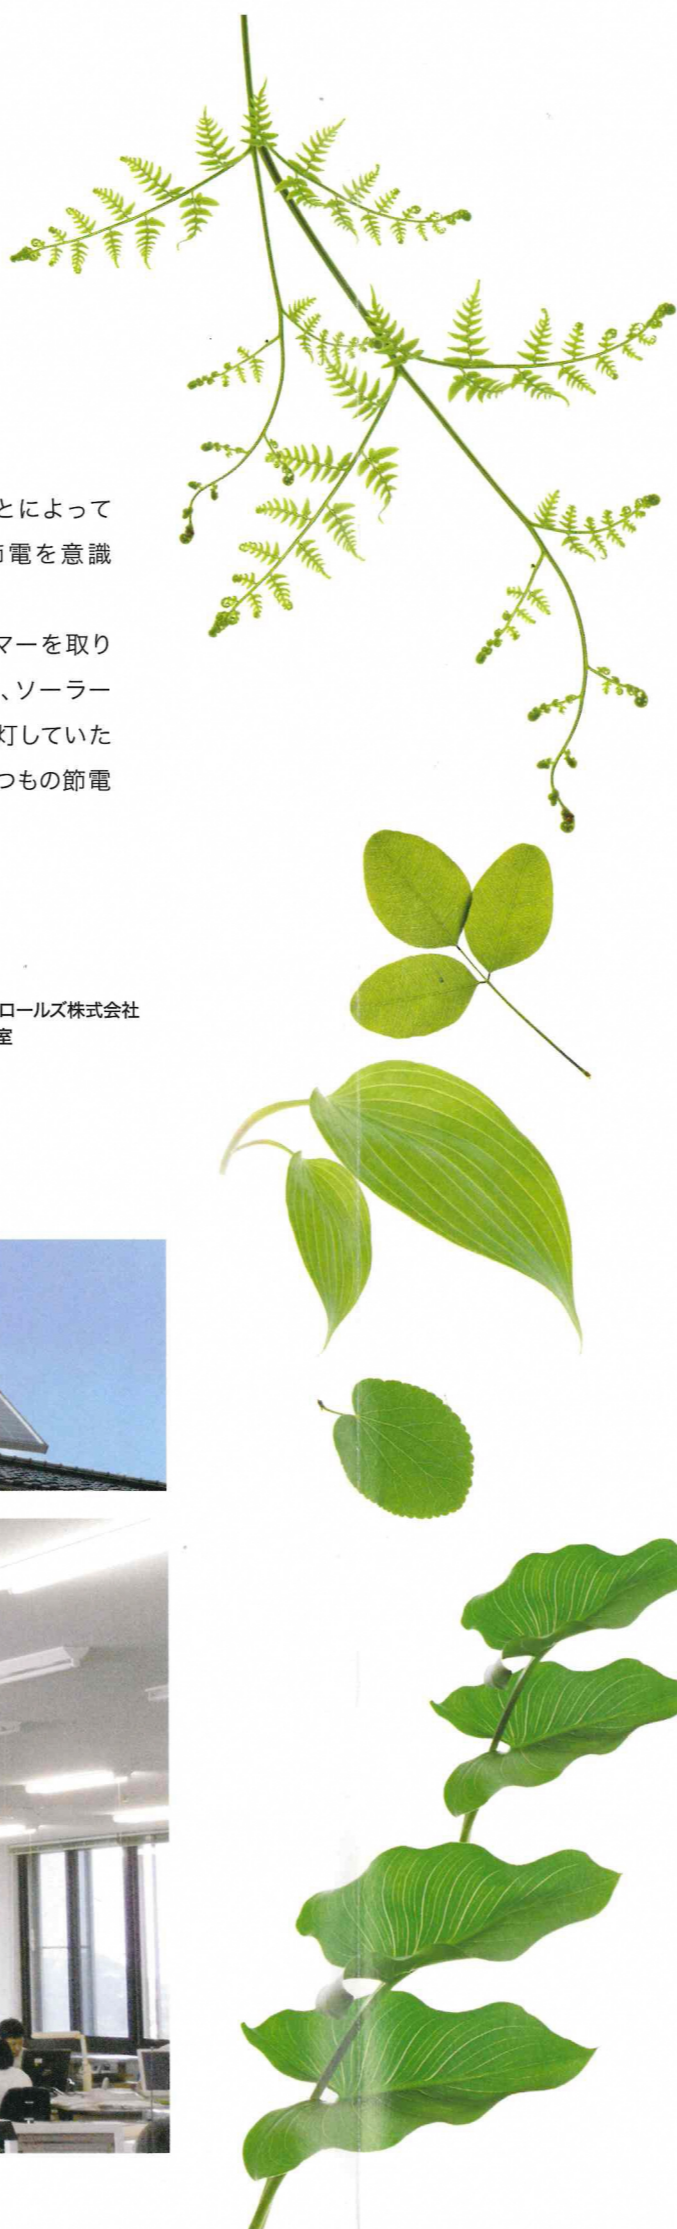 とによって
節電を意識
マーを取り
、ソーラー
灯していた
つもの節電
ロールズ株式会社
室